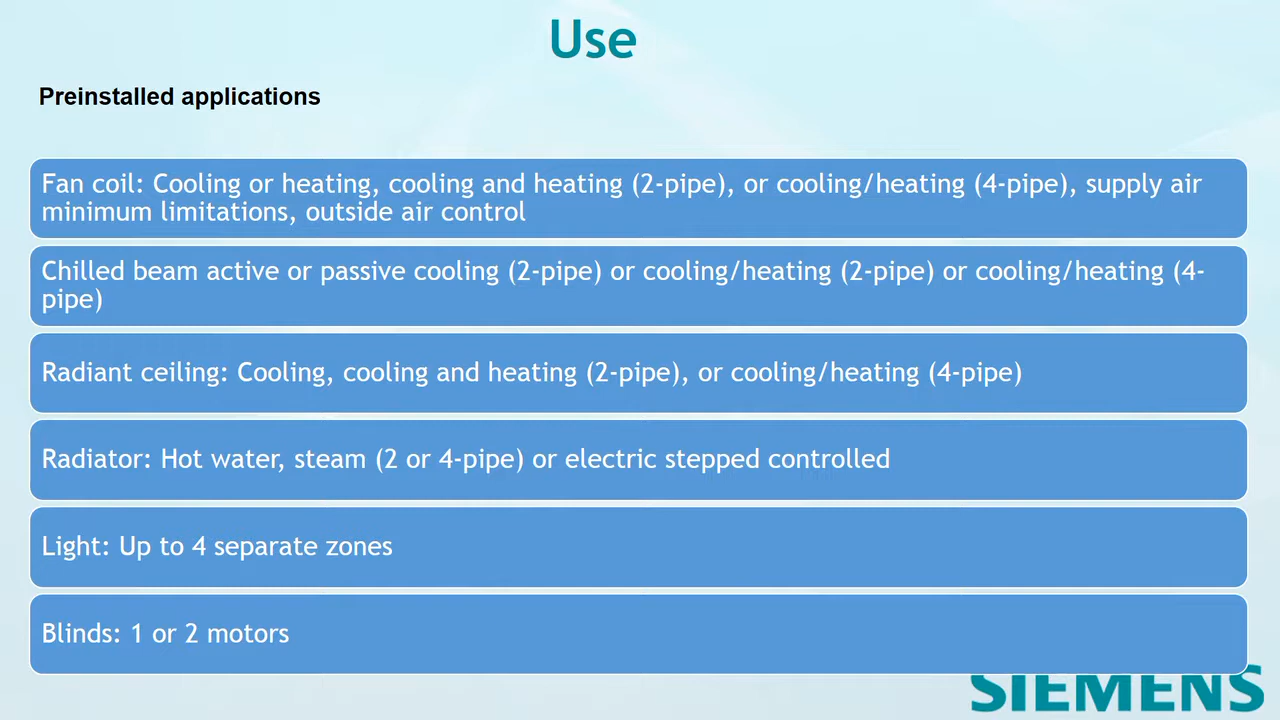 Use
Preinstalled applications
Fan coil: Cooling or heating, cooling and heating (2-pipe), or cooling/heating (4-pipe), supply air
minimum limitations, outside air control
Chilled beam active or passive cooling (2-pipe) or cooling/heating (2-pipe) or cooling/heating (4-
pipe)
Radiant ceiling: Cooling, cooling and heating (2-pipe), or cooling/heating (4-pipe)
Radiator: Hot water, steam (2 or 4-pipe) or electric stepped controlled
Light: Up to 4 separate zones
Blinds: 1 or 2 motors
SIEMENS